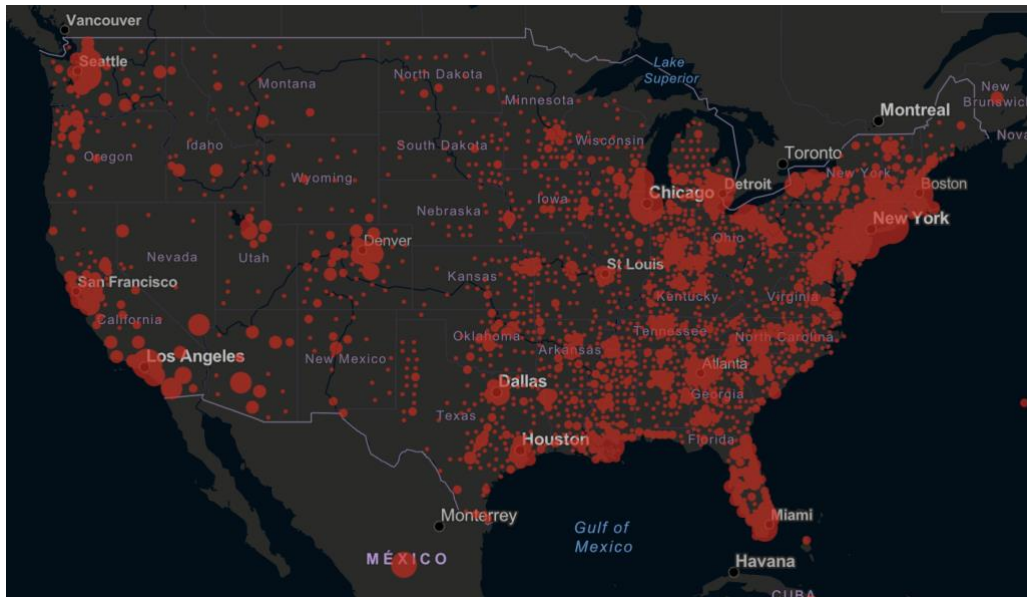 Vancouver
Seattle
Montana
North Dakota
Lake
Superior
Minnesota
Montreal
New
Brunswick
Nova
Oregon
Idaho
South Dakota
Wisconsin
Toronto
Wyoming
New York
Chicago
Detroit
Boston
Nebraska
Iowa
New York
Denver
Ohio
Nevada
Utah
San Francisco
Kansas
St Louis
Kentucky
Virginia
California
Oklahoma
Tennessee
North Carolina
Los Angeles
New Mexico
Arkansas
Atlanta
Dallas
Georgia
Texas
Houston
Florida
Monterrey
Miami
Gulf of
Mexico
MÉXICO
Havana
CUBA